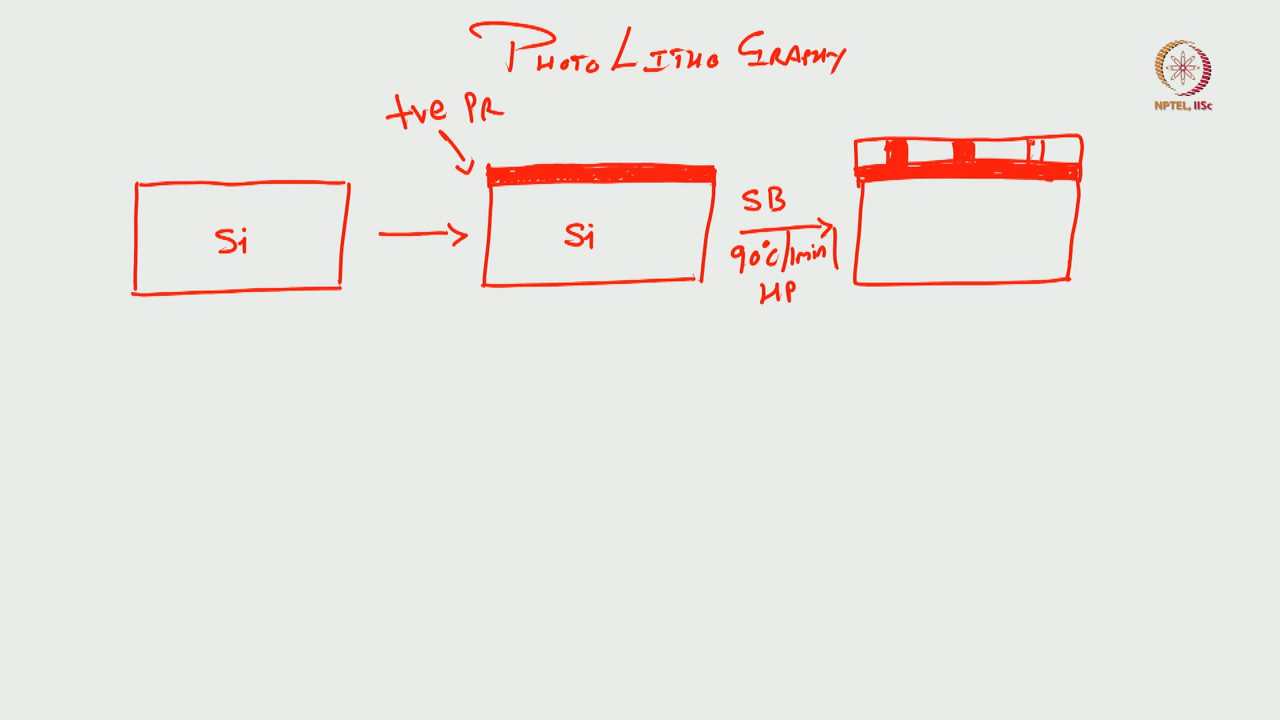 PHOTO LITHO GRAPHY
+ve PR
Si
Si
SB
90°C/1min
HP
NPTEL, IISc